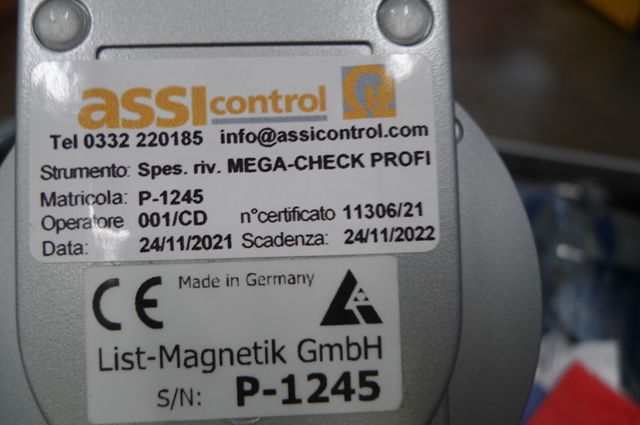 assicontrol
Tel 0332 220185 info@assicontrol.com
Strumento: Spes. riv. MEGA-CHECK PROFI
Matricola: P-1245
Operatore 001/CD n°certificato 11306/21
Data: 24/11/2021 Scadenza: 24/11/2022
CE Made in Germany
List-Magnetik GmbH
S/N: P-1245